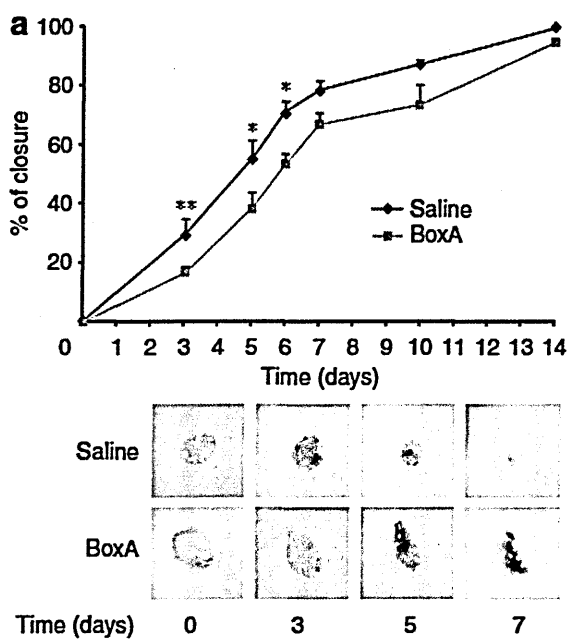 a
100
80
60
40
20
% of closure
**
*
*
Saline
BoxA
0 1 2 3 4 5 6 7 8 9 10 11 12 13 14
Time (days)
Saline
BoxA
Time (days) 0 3 5 7